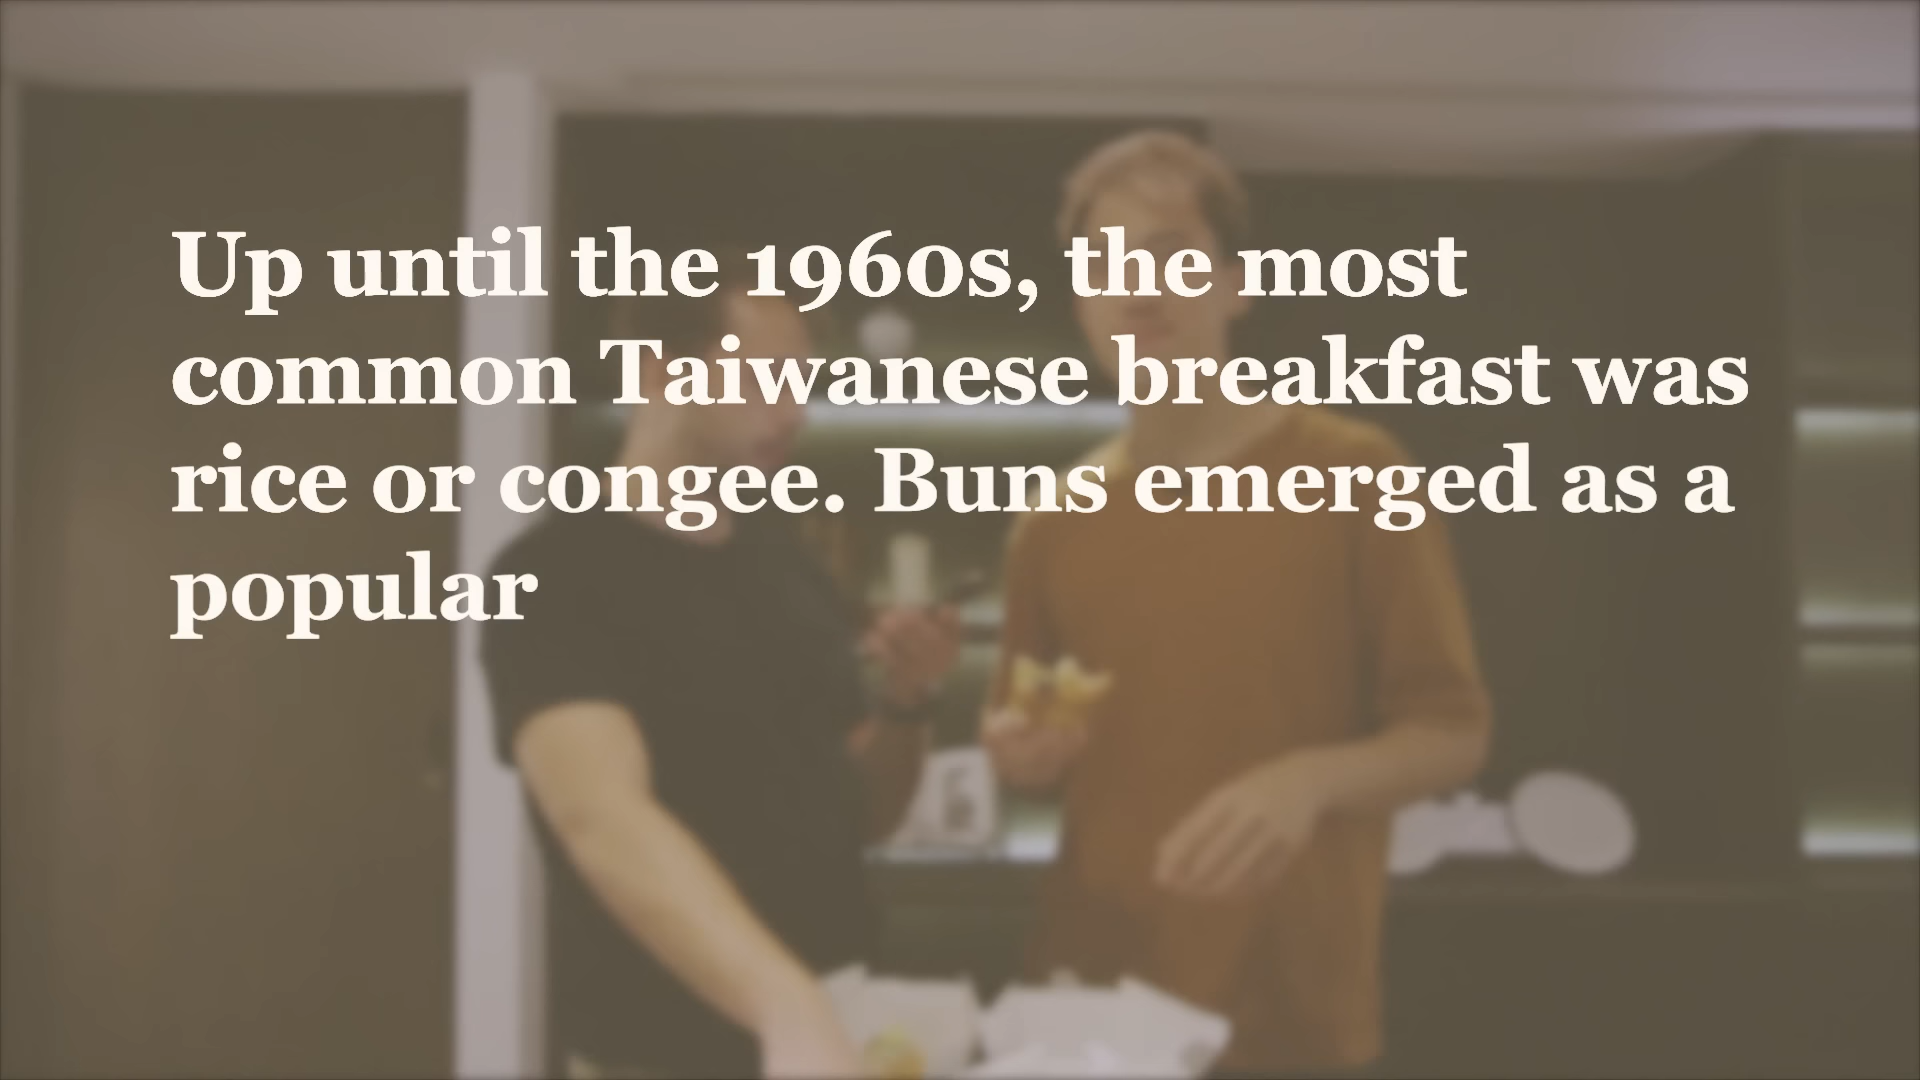 Up until the 1960s, the most
common Taiwanese breakfast was
rice or congee. Buns emerged as a
popular